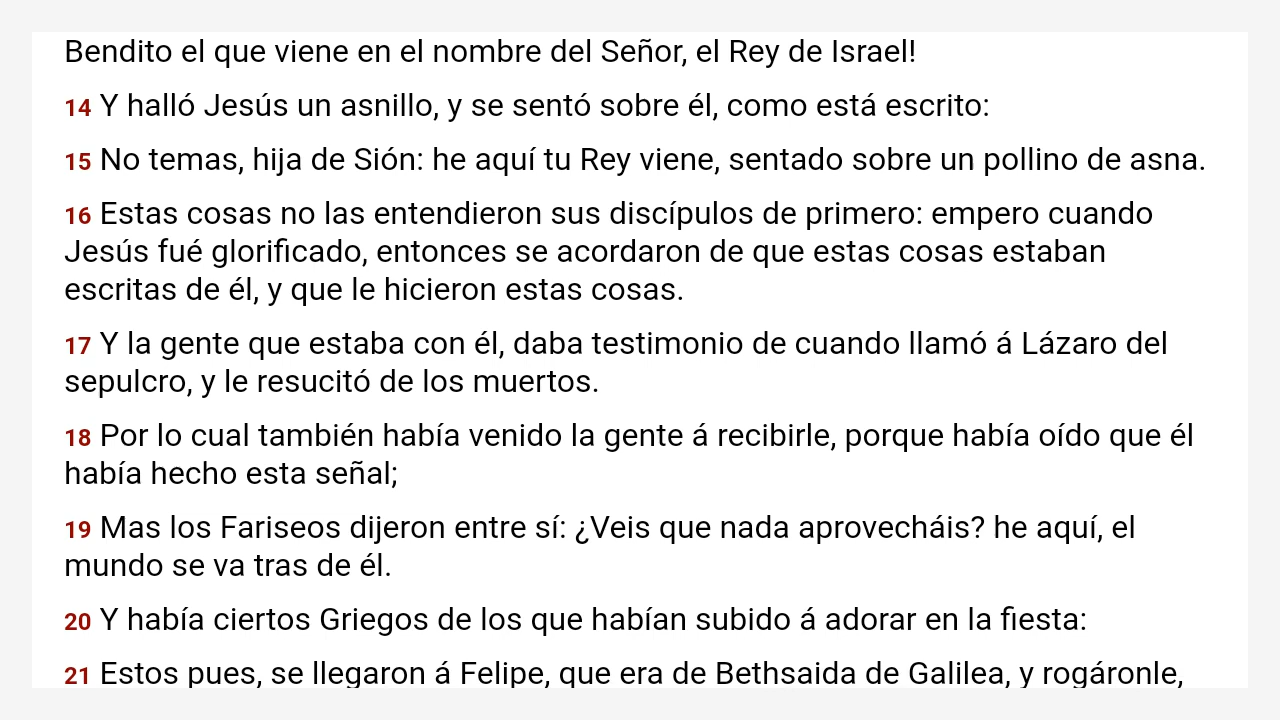 Bendito el que viene en el nombre del Señor, el Rey de Israel!
14 Y halló Jesús un asnillo, y se sentó sobre él, como está escrito:
15 No temas, hija de Sión: he aquí tu Rey viene, sentado sobre un pollino de asna.
16 Estas cosas no las entendieron sus discípulos de primero: empero cuando
Jesús fué glorificado, entonces se acordaron de que estas cosas estaban
escritas de él, y que le hicieron estas cosas.
17 Y la gente que estaba con él, daba testimonio de cuando llamó á Lázaro del
sepulcro, y le resucitó de los muertos.
18 Por lo cual también había venido la gente á recibirle, porque había oído que él
había hecho esta señal;
19 Mas los Fariseos dijeron entre sí: ¿Veis que nada aprovecháis? he aquí, el
mundo se va tras de él.
20 Y había ciertos Griegos de los que habían subido á adorar en la fiesta:
21 Estos pues, se llegaron á Felipe, que era de Bethsaida de Galilea, y rogáronle,